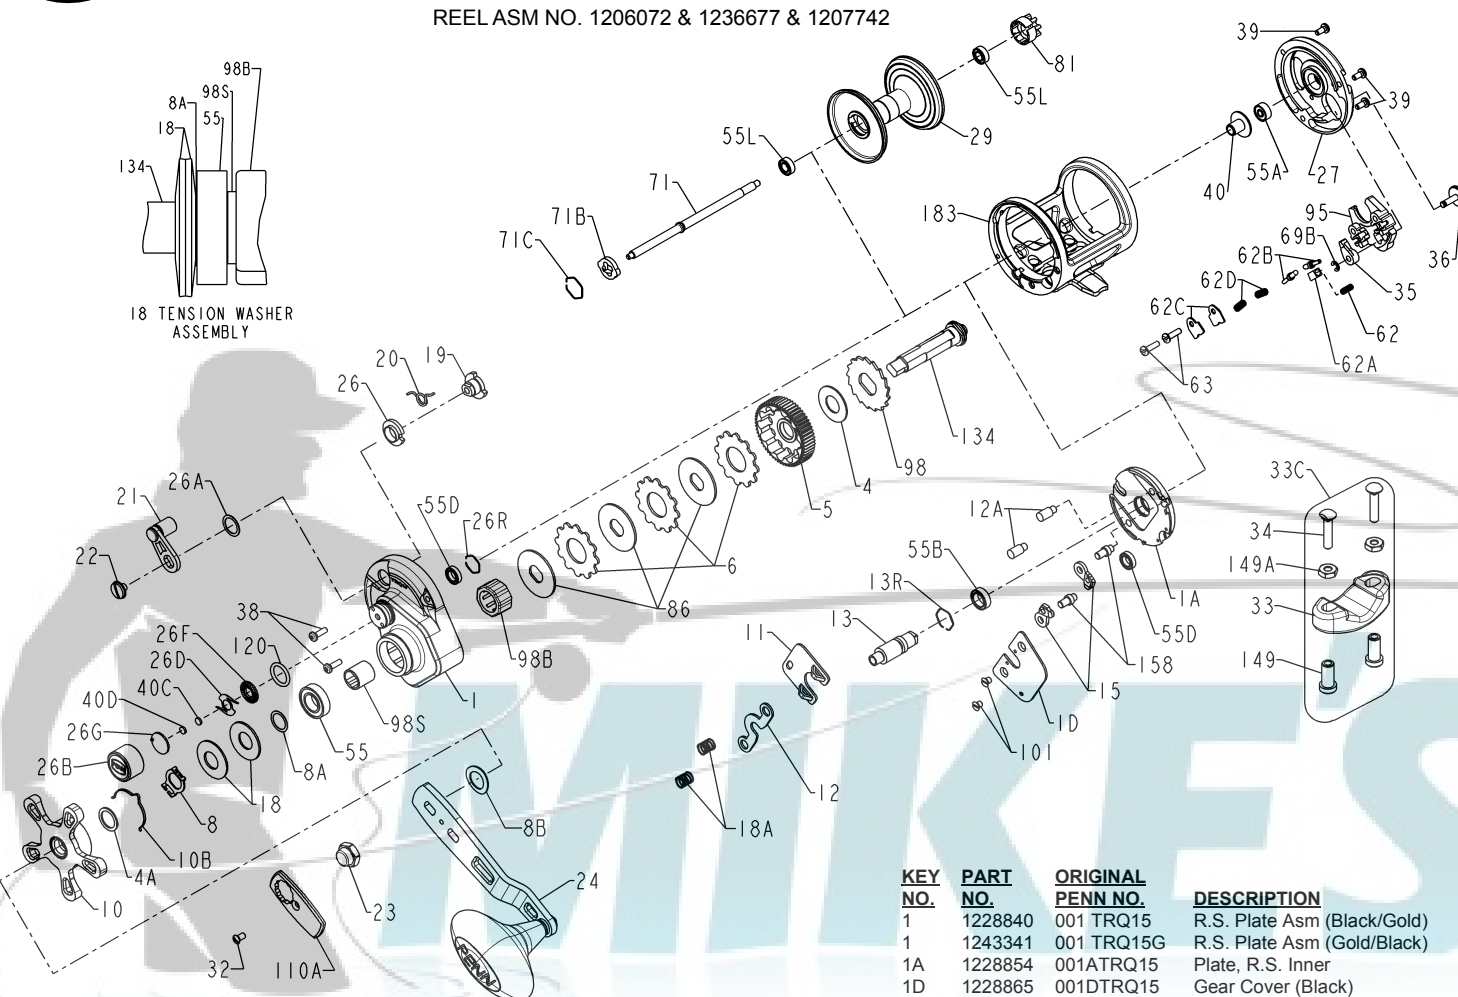 REEL ASM NO. 1206072 & 1236677 & 1207742
39
81
55L
98B
98S
8A
55
18
134
29
39
55L
40
55A
27
71
71B
71C
183
95
69B
62B
36
62D
35
62C
62
62A
63
18 TENSION WASHER
ASSEMBLY
20
19
26
134
98
4
5
33C
26A
21
55D
26R
12A
34
22
6
55B
149A
13R
1A
33
86
13
11
38
26F
120
26D
98B
55D
158
149
40C
1
15
40D
98S
1D
26G
55
101
26B
8A
12
18
8
8B
18A
10B
4A
24
10
23
32
110A
PENN
MIKE'S
KEY NO. PART NO. ORIGINAL PENN NO. DESCRIPTION
1 1228840 001 TRQ15 R.S. Plate Asm (Black/Gold)
1 1243341 001 TRQ15G R.S. Plate Asm (Gold/Black)
1A 1228854 001ATRQ15 Plate, R.S. Inner
1D 1228865 001DTRQ15 Gear Cover (Black)